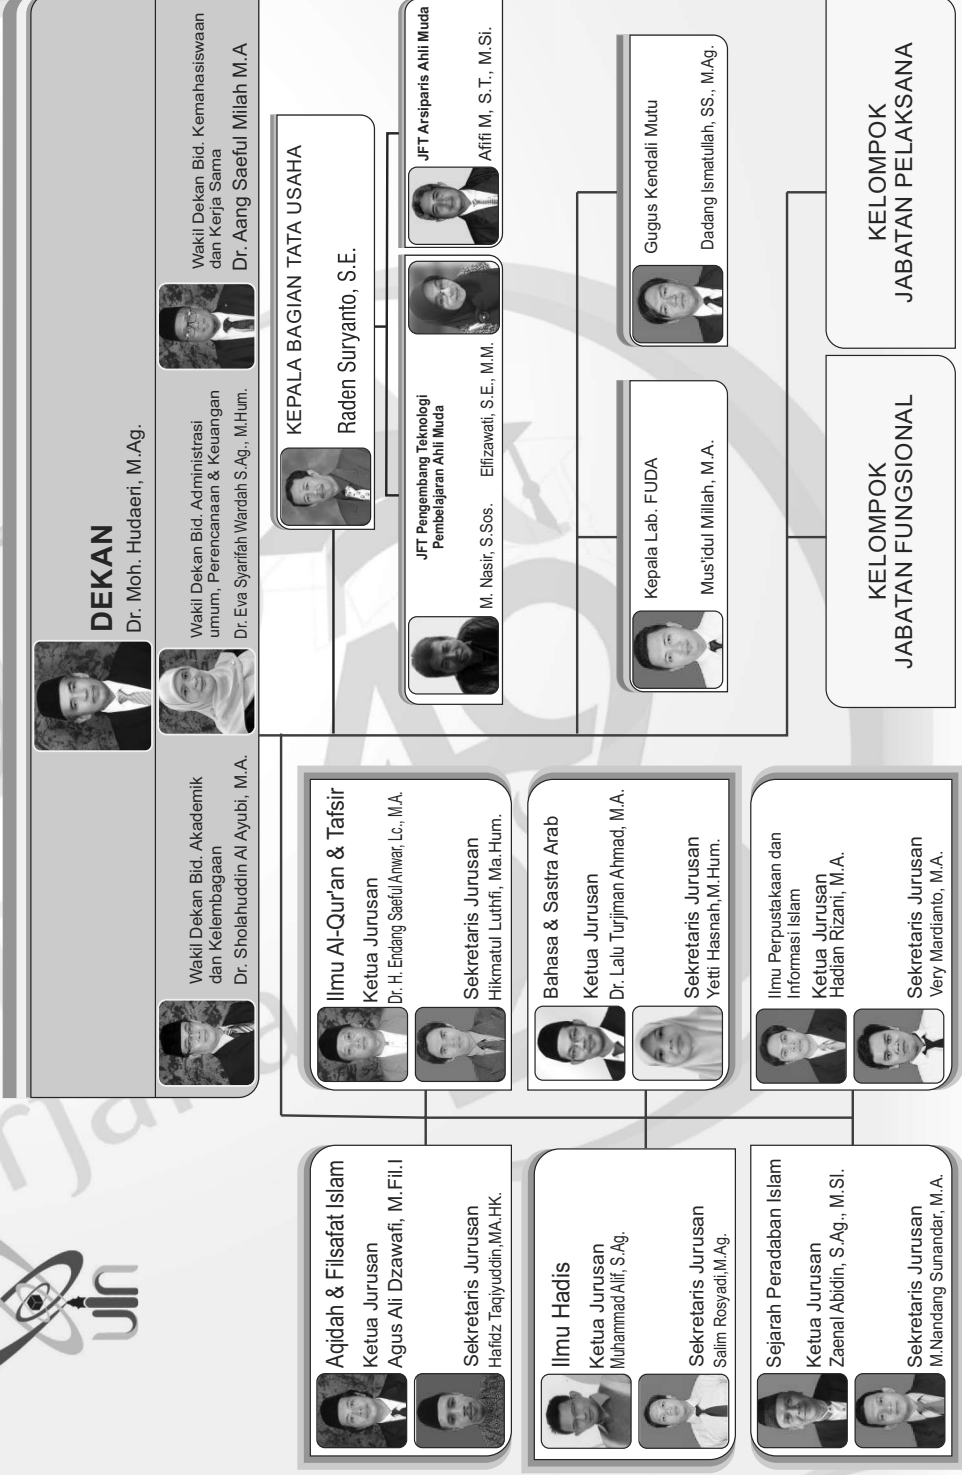 DEKAN
Dr. Moh. Hudaeri, M.Ag.
Wakil Dekan Bid. Akademik
dan Kelembagaan
Dr. Sholahuddin Al Ayubi, M.A.
Wakil Dekan Bid. Administrasi
umum, Perencanaan & Keuangan
Dr. Eva Syarifah Wardah S.Ag., M.Hum.
Wakil Dekan Bid. Kemahasiswaan
dan Kerja Sama
Dr. Aang Saeful Milah M.A
KEPALA BAGIAN TATA USAHA
Raden Suryanto, S.E.
JFT Pengembang Teknologi
Pembelajaran Ahli Muda
M. Nasir, S.Sos.
Elfizawati, S.E., M.M.
JFT Arsiparis Ahli Muda
Afifi M, S.T., M.Si.
Aqidah & Filsafat Islam
Ketua Jurusan
Agus Ali Dzawafi, M.Fil.I
Sekretaris Jurusan
Hafidz Taqiyuddin,MA.HK.
Ilmu Al-Qur'an & Tafsir
Ketua Jurusan
Dr. H. Endang Saeful Anwar, Lc., M.A.
Sekretaris Jurusan
Hikmatul Luthfi, Ma.Hum.
Ilmu Hadis
Ketua Jurusan
Muhammad Alif, S.Ag.
Sekretaris Jurusan
Salim Rosyadi,M.Ag.
Bahasa & Sastra Arab
Ketua Jurusan
Dr. Lalu Turjiman Ahmad, M.A.
Sekretaris Jurusan
Yetti Hasnah,M.Hum.
Sejarah Peradaban Islam
Ketua Jurusan
Zaenal Abidin, S.Ag., M.SI.
Sekretaris Jurusan
M.Nandang Sunandar, M.A.
Ilmu Perpustakaan dan
Informasi Islam
Ketua Jurusan
Hadian Rizani, M.A.
Sekretaris Jurusan
Very Mardianto, M.A.
Kepala Lab. FUDA
Mus'idul Millah, M.A.
Gugus Kendali Mutu
Dadang Ismatullah, SS., M.Ag.
KELOMPOK
JABATAN FUNGSIONAL
KELOMPOK
JABATAN PELAKSANA